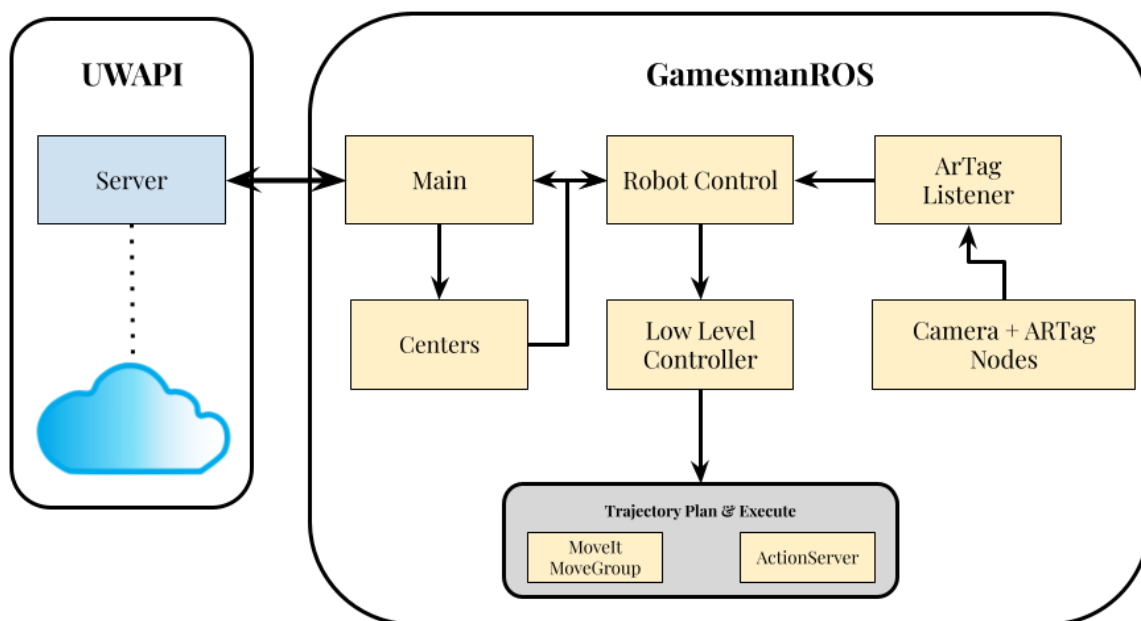 UWAPI
GamesmanROS
Server
Main
Robot Control
ArTag
Listener
Centers
Low Level
Controller
Camera + ARTag
Nodes
Trajectory Plan & Execute
MoveIt
MoveGroup
ActionServer